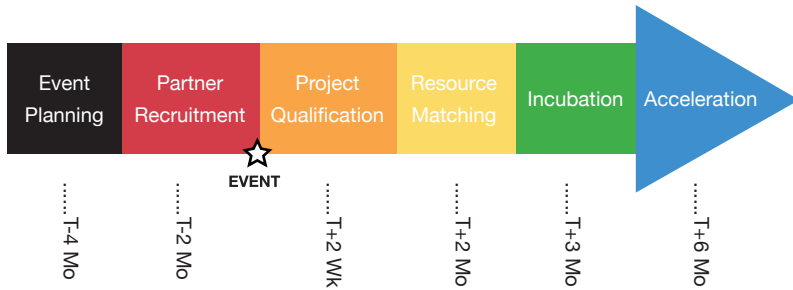 Event
Planning
Partner
Recruitment
Project
Qualification
Resource
Matching
Incubation
Acceleration
EVENT
......T-4 Mo
......T-2 Mo
......T+2 Wk
......T+2 Mo
......T+3 Mo
......T+6 Mo